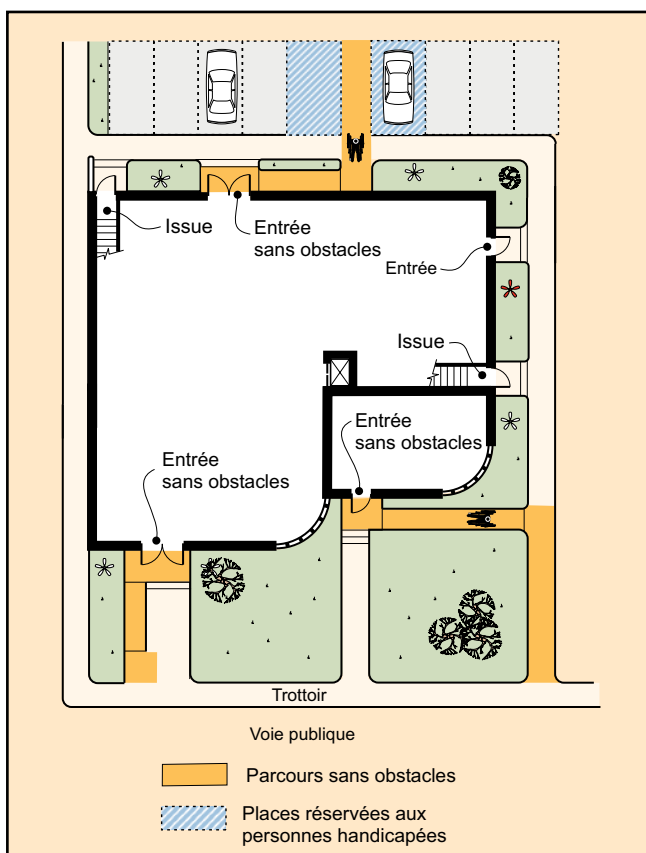 Issue
Entrée
sans obstacles
Entrée
Issue
Entrée
sans obstacles
Entrée
sans obstacles
Trottoir
Voie publique
Parcours sans obstacles
Places réservées aux
personnes handicapées